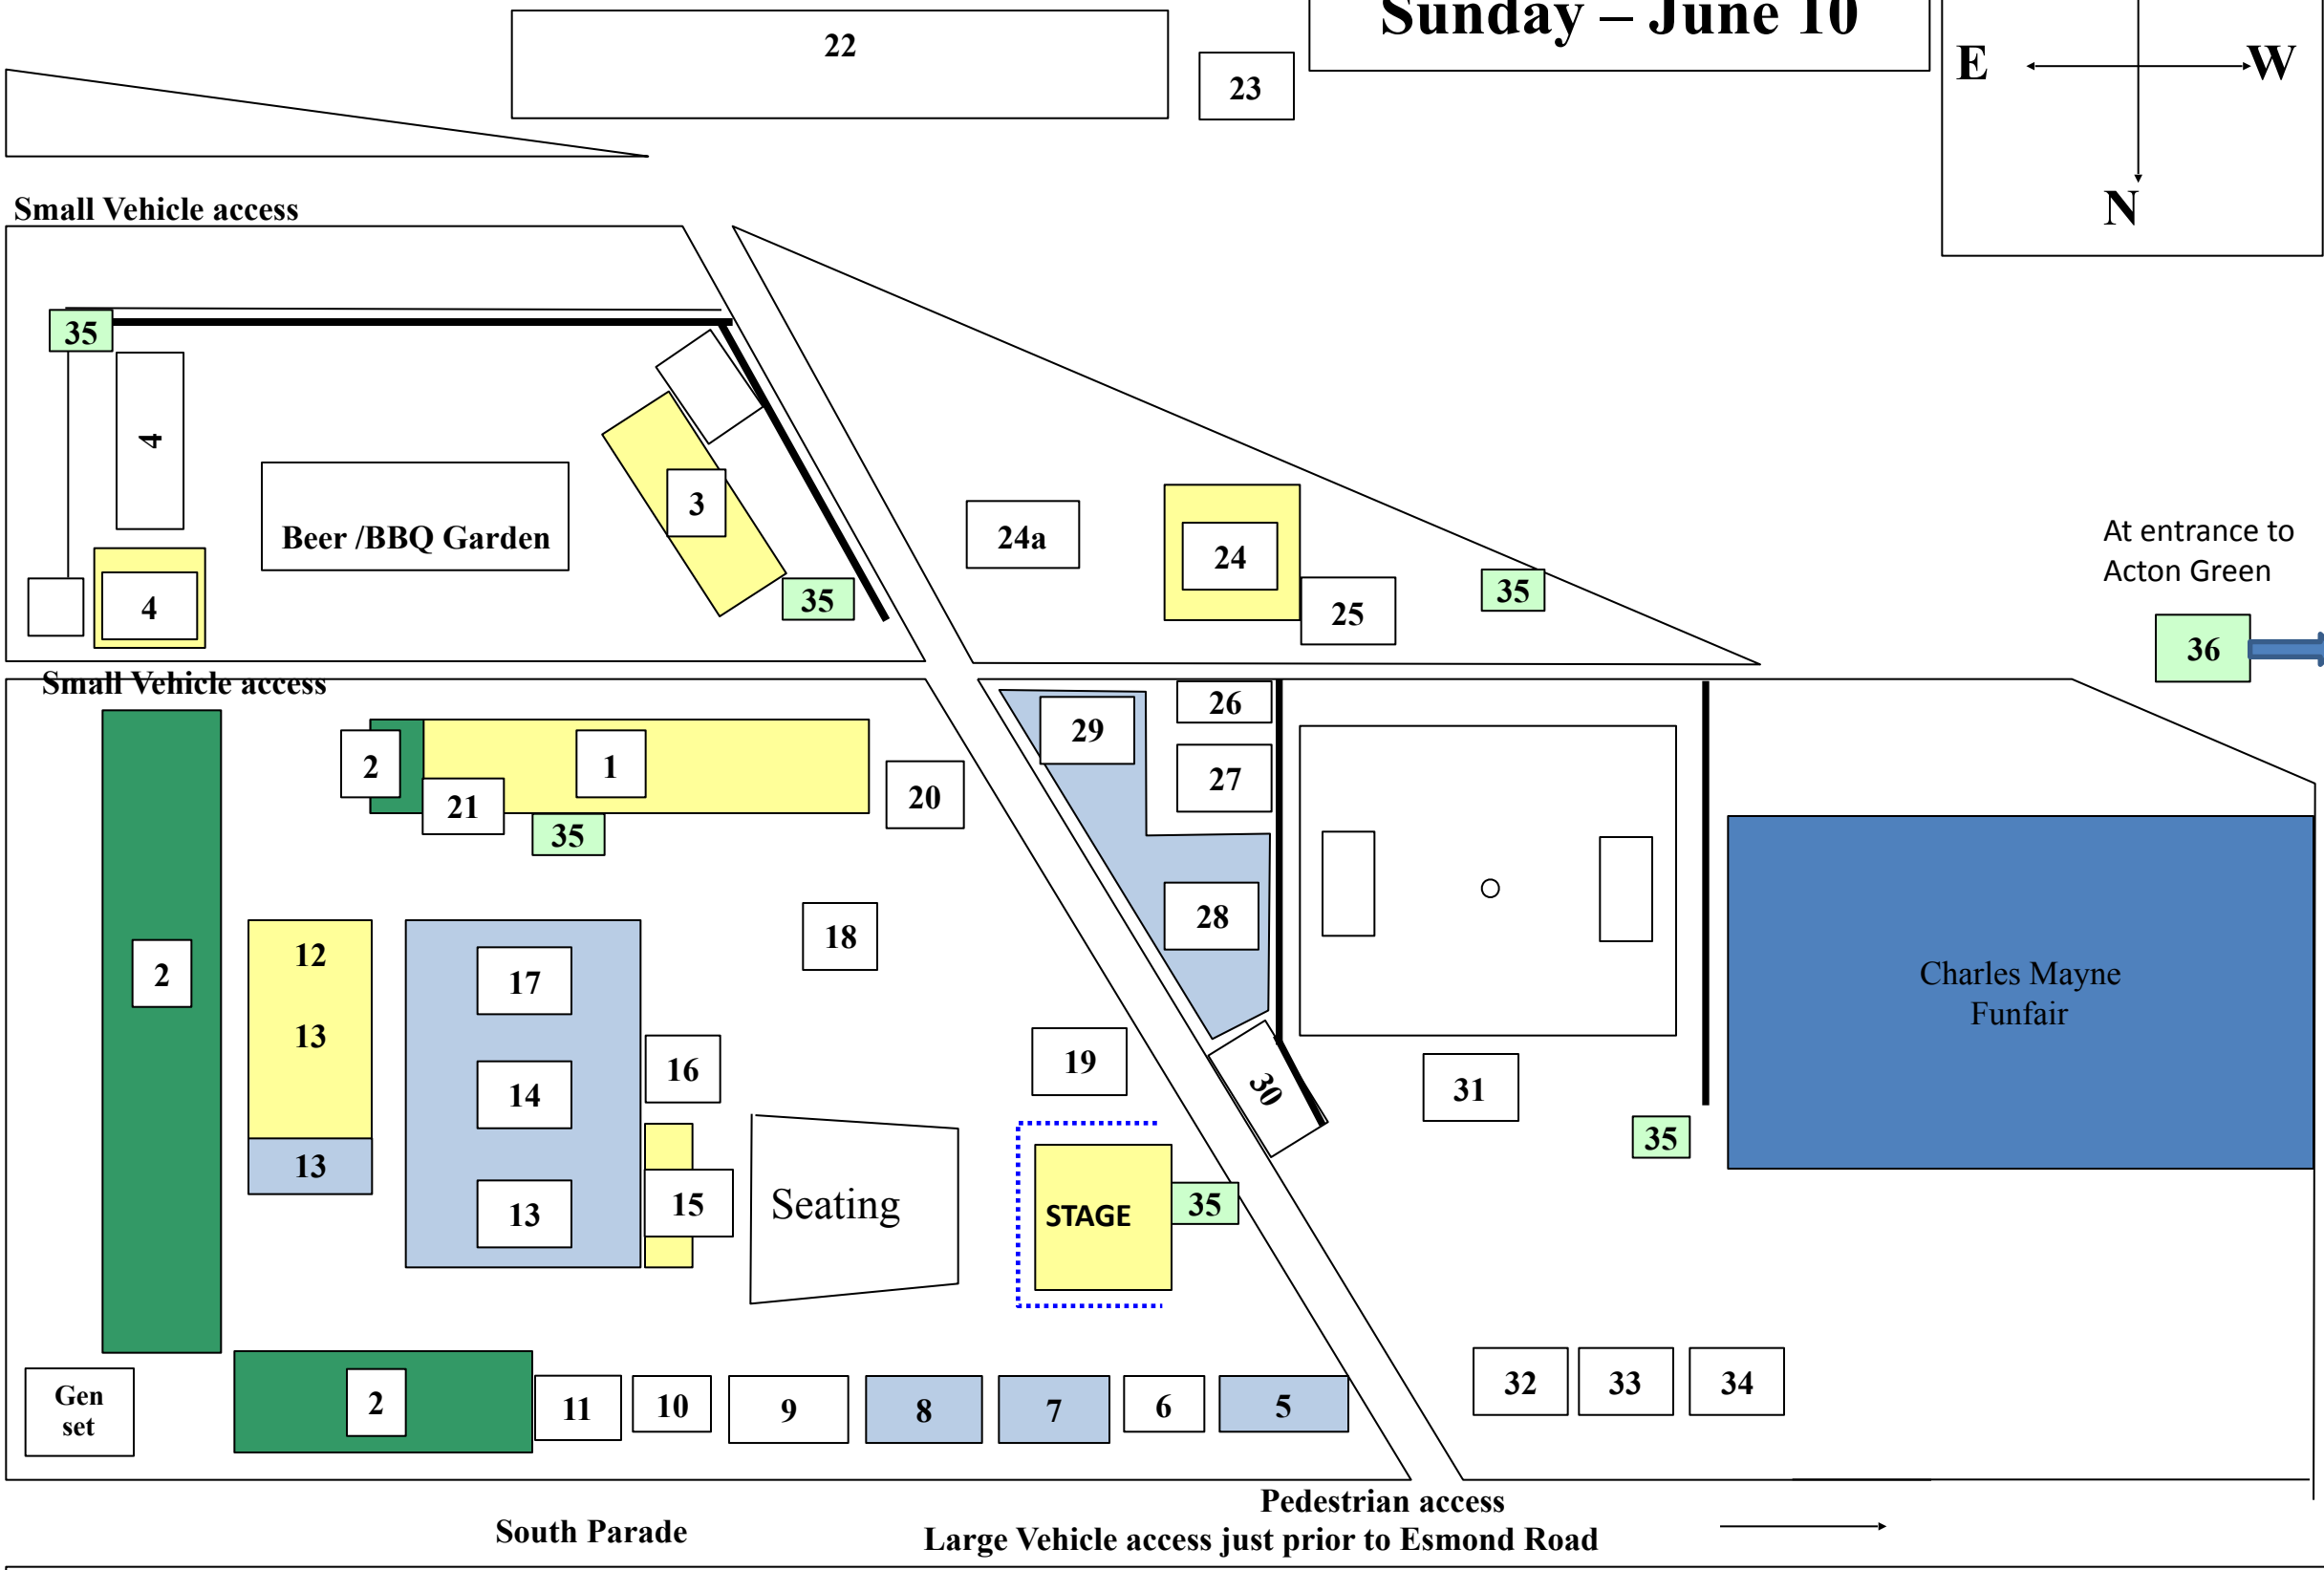 Sunday – June 10
22
23
E
W
N
Small Vehicle access
35
4
Beer /BBQ Garden
3
4
35
24a
24
25
35
At entrance to
Acton Green
36
Small Vehicle access
2
1
21
35
20
29
26
27
28
18
2
12
13
13
17
14
13
16
15
Seating
19
STAGE
35
30
31
35
Charles Mayne
Funfair
Gen
set
2
11
10
9
8
7
6
5
32
33
34
Pedestrian access
South Parade
Large Vehicle access just prior to Esmond Road